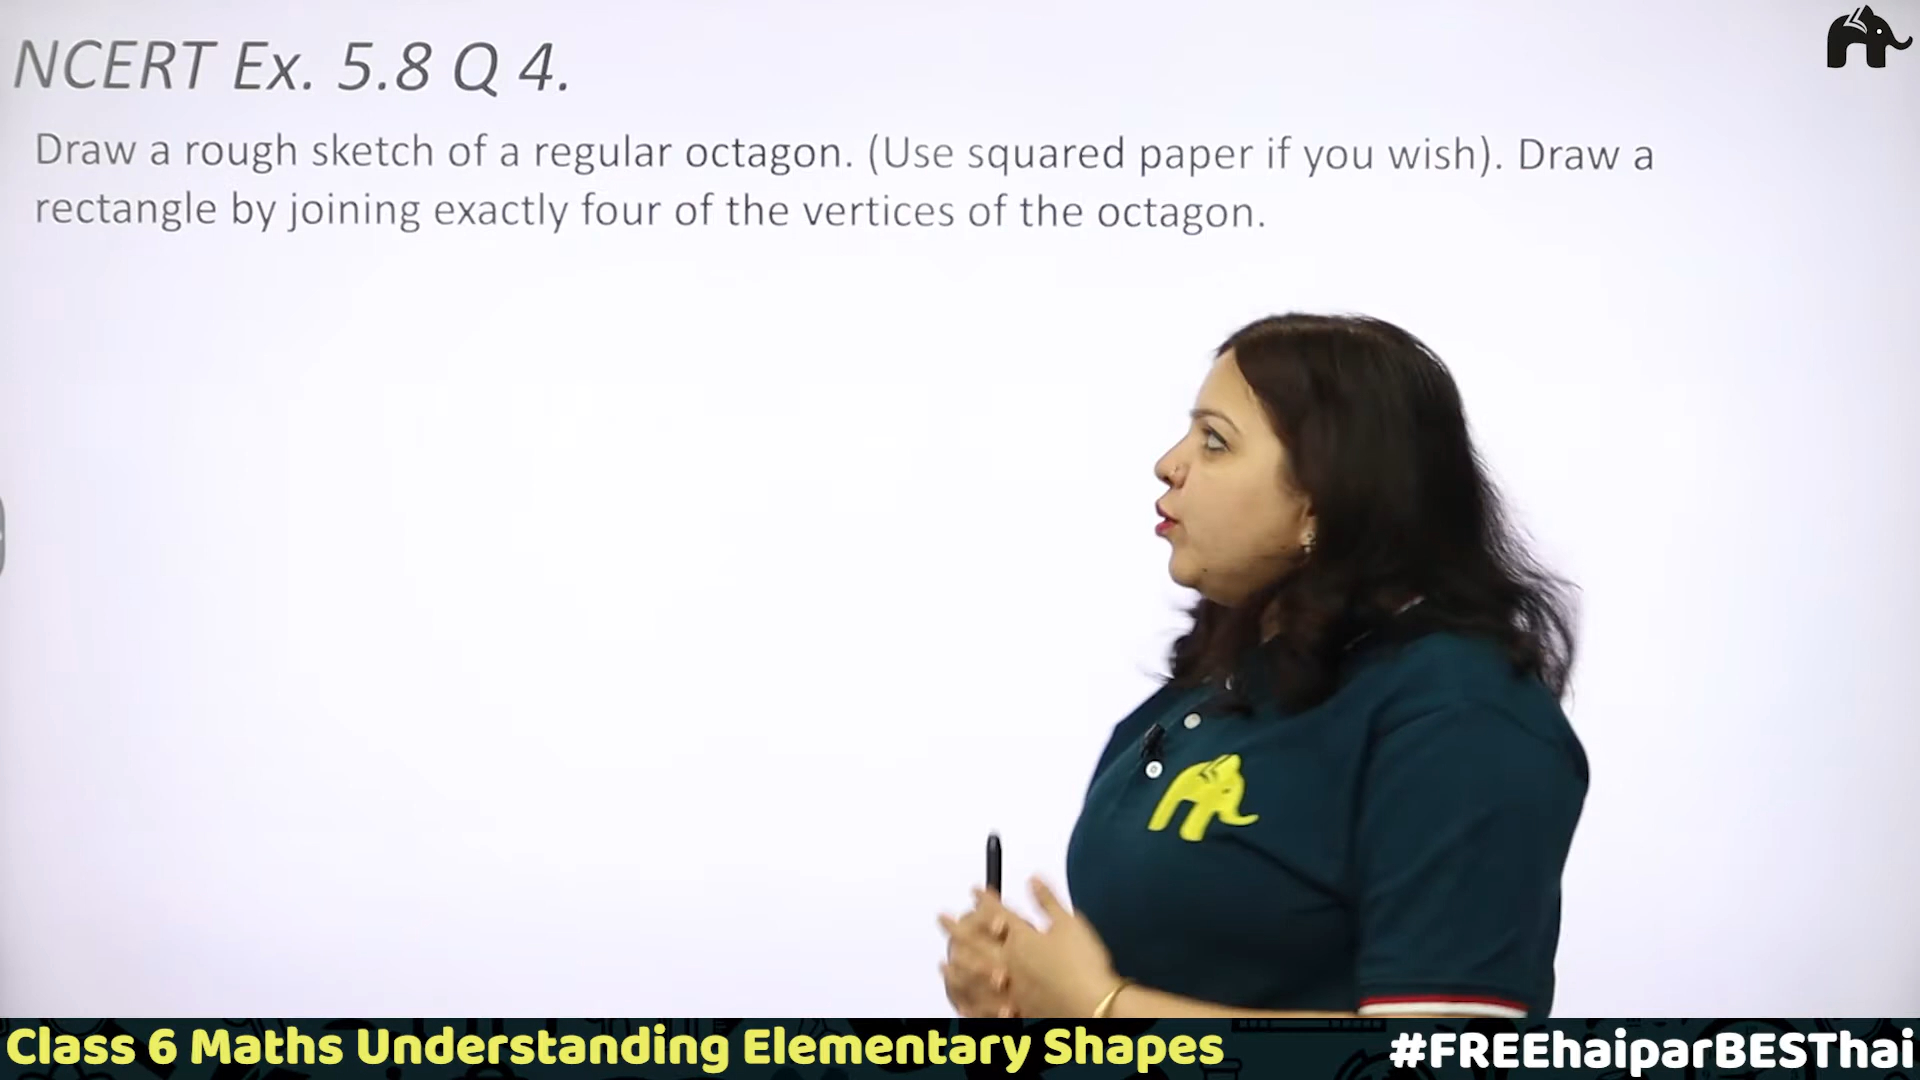 NCERT Ex. 5.8 Q 4.
Draw a rough sketch of a regular octagon. (Use squared paper if you wish). Draw a
rectangle by joining exactly four of the vertices of the octagon.
Class 6 Maths Understanding Elementary Shapes
#FREEhaiparBESThai